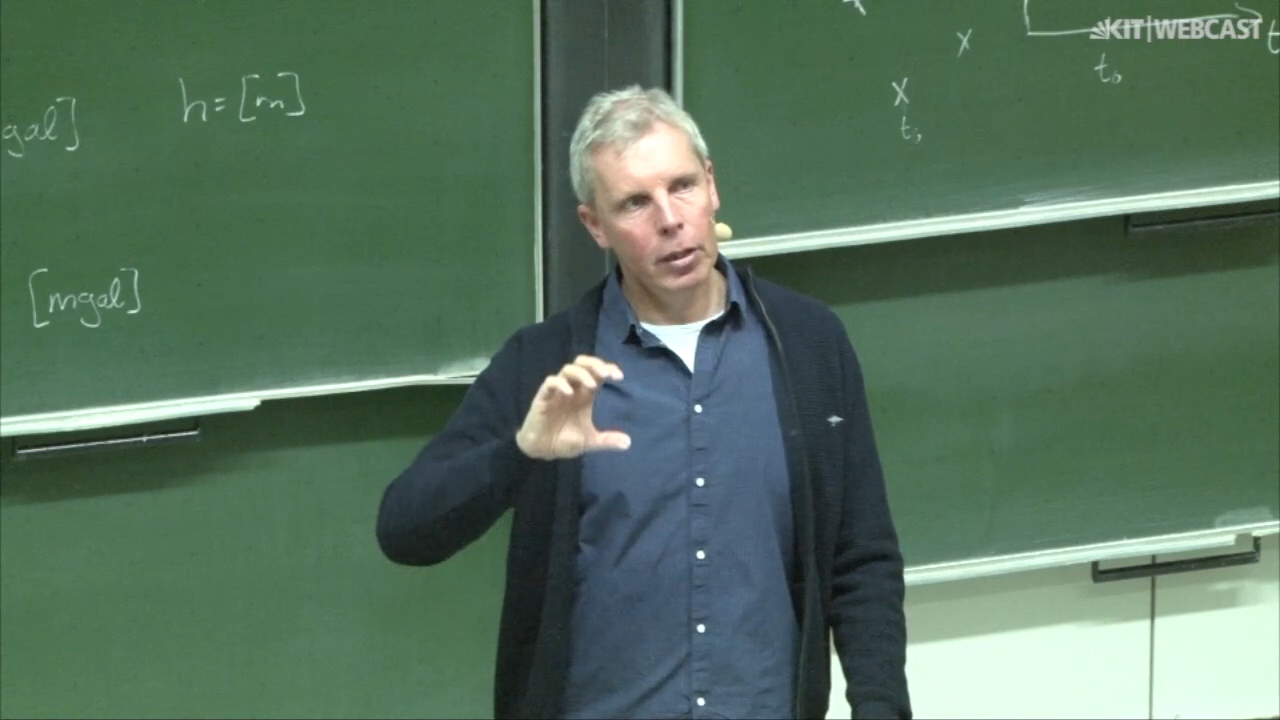 gal]
h=[m]
[mgal]
KIT|WEBCAST
x
t₀
x
t₁